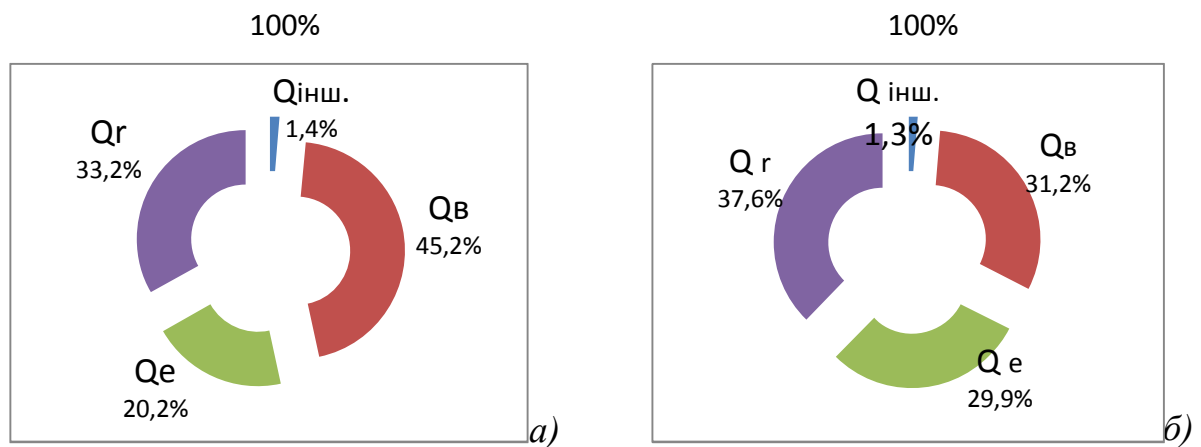 100%
Qінш.
1,4%
Qr
33,2%
Qв
45,2%
Qe
20,2%
а)
100%
Q інш.
1,3%
Q r
37,6%
Qв
31,2%
Q e
29,9%
б)